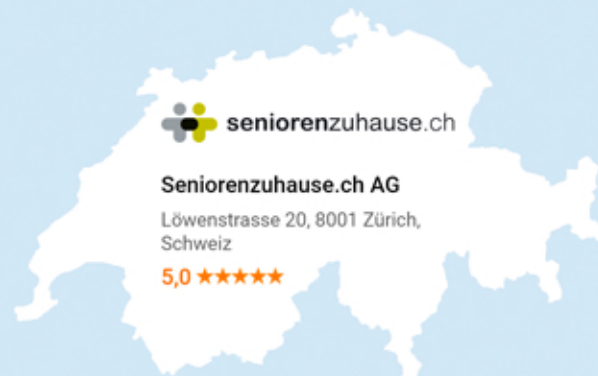 seniorenzuhause.ch
Seniorenzuhause.ch AG
Löwenstrasse 20, 8001 Zürich,
Schweiz
5,0 ★★★★★